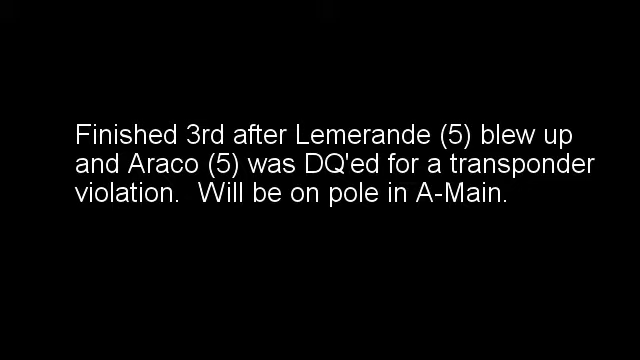 Finished 3rd after Lemerande (5) blew up
and Araco (5) was DQ'ed for a transponder
violation.  Will be on pole in A-Main.